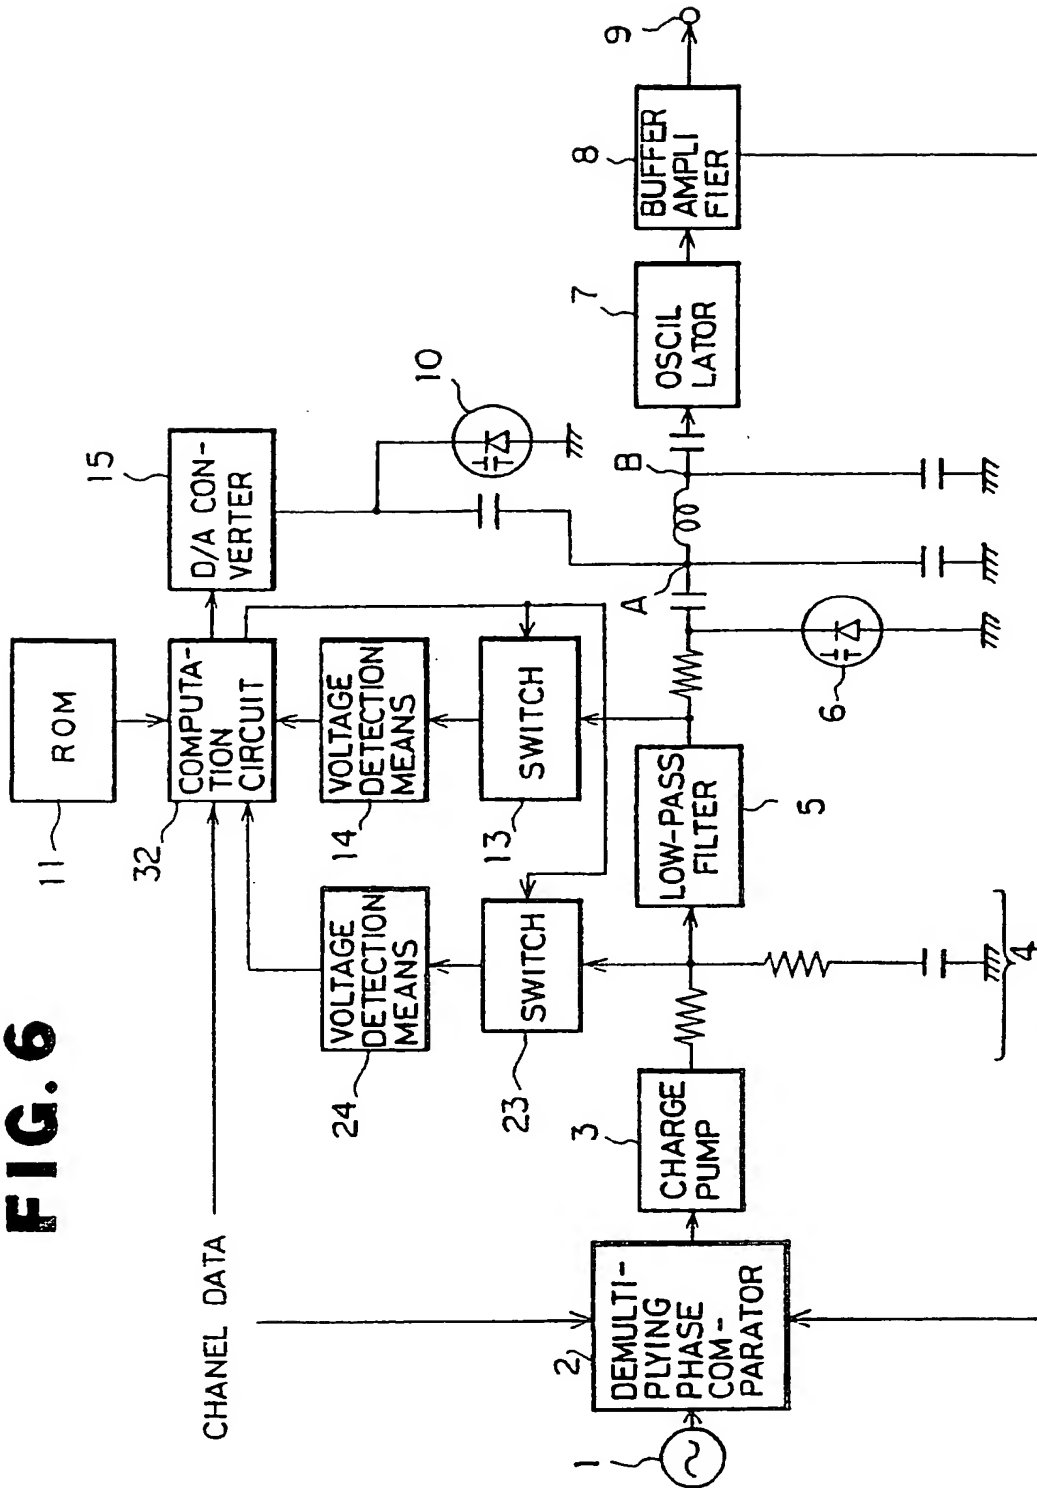 FIG. 6
CHANEL DATA
11
ROM
32
COMPUTA-
TION
CIRCUIT
15
D/A CON-
VERTER
24
VOLTAGE
DETECTION
MEANS
14
VOLTAGE
DETECTION
MEANS
10
23
SWITCH
13
SWITCH
1
2
DEMULTI-
PLYING
PHASE
COM-
PARATOR
3
CHARGE
PUMP
4
LOW-PASS
FILTER
5
6
A
B
7
OSCIL
LATOR
8
BUFFER
AMPLI
FIER
9